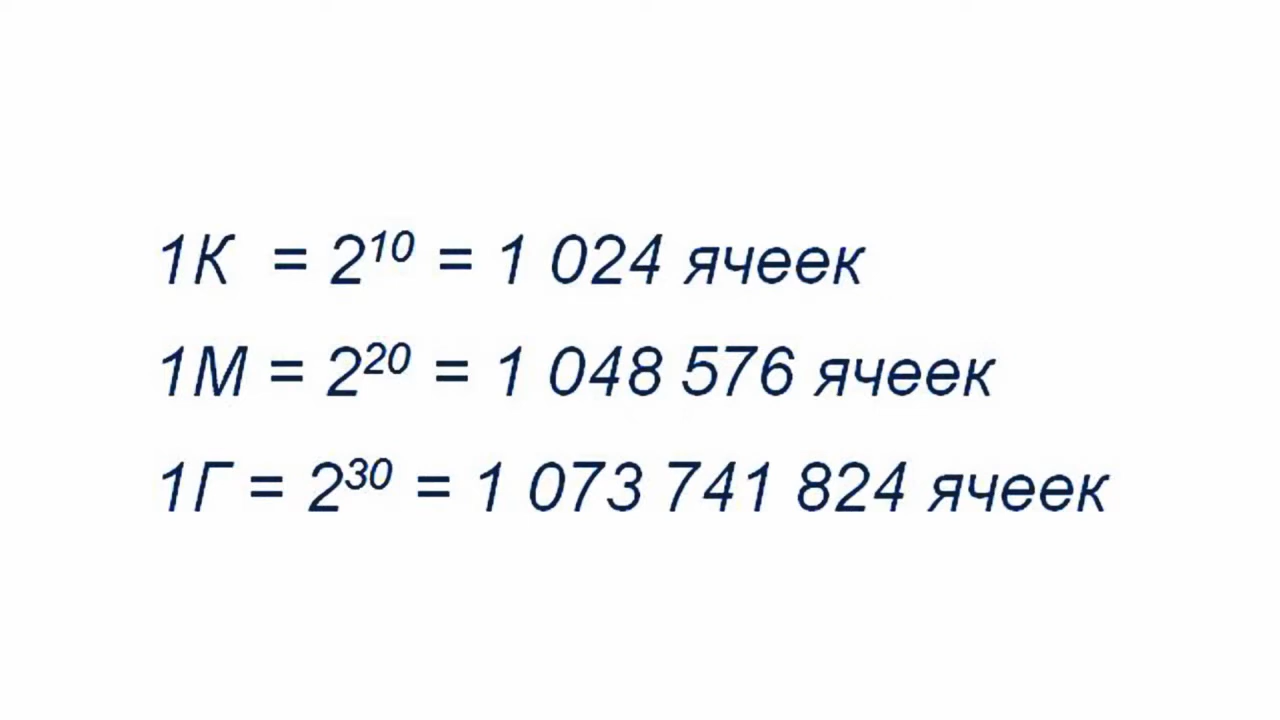 1К = 2¹⁰ = 1 024 ячеек
1М = 2²⁰ = 1 048 576 ячеек
1Г = 2³⁰ = 1 073 741 824 ячеек